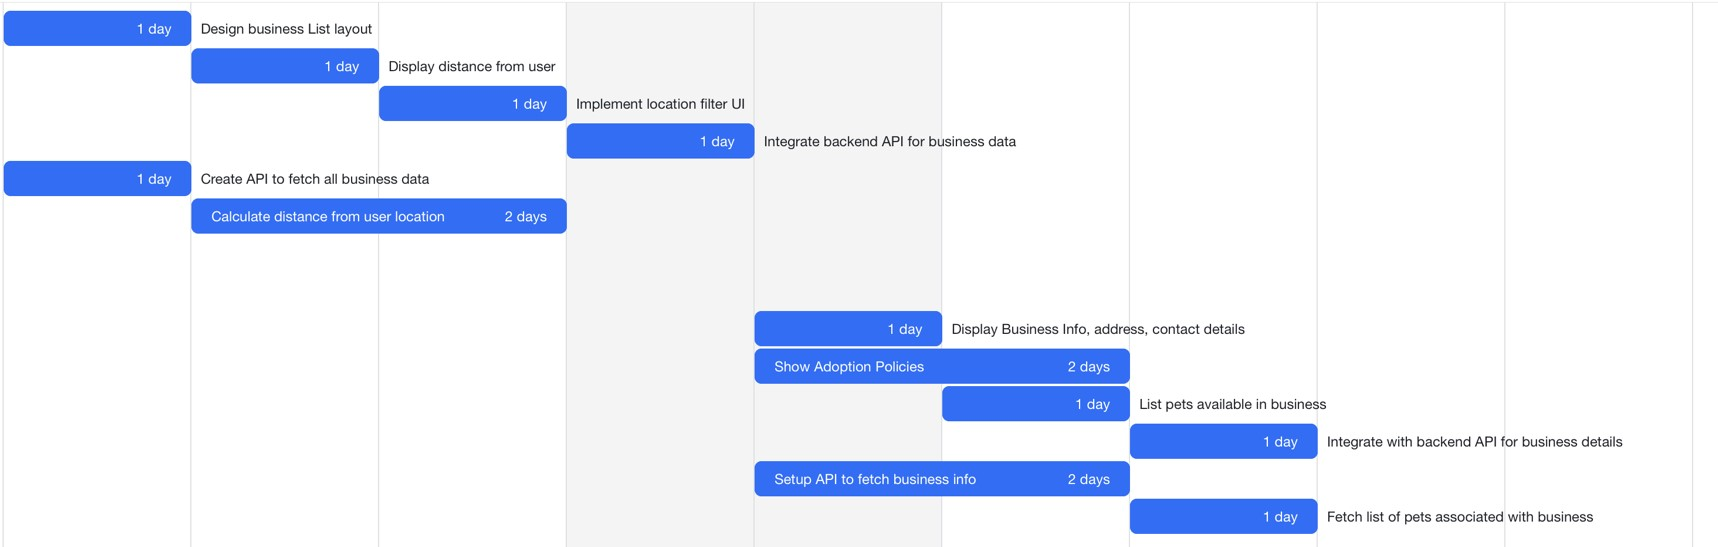 1 day Design business List layout
1 day Display distance from user
1 day Implement location filter UI
1 day Integrate backend API for business data
1 day Create API to fetch all business data
Calculate distance from user location 2 days
1 day Display Business Info, address, contact details
Show Adoption Policies 2 days
1 day List pets available in business
1 day Integrate with backend API for business details
Setup API to fetch business info 2 days
1 day Fetch list of pets associated with business